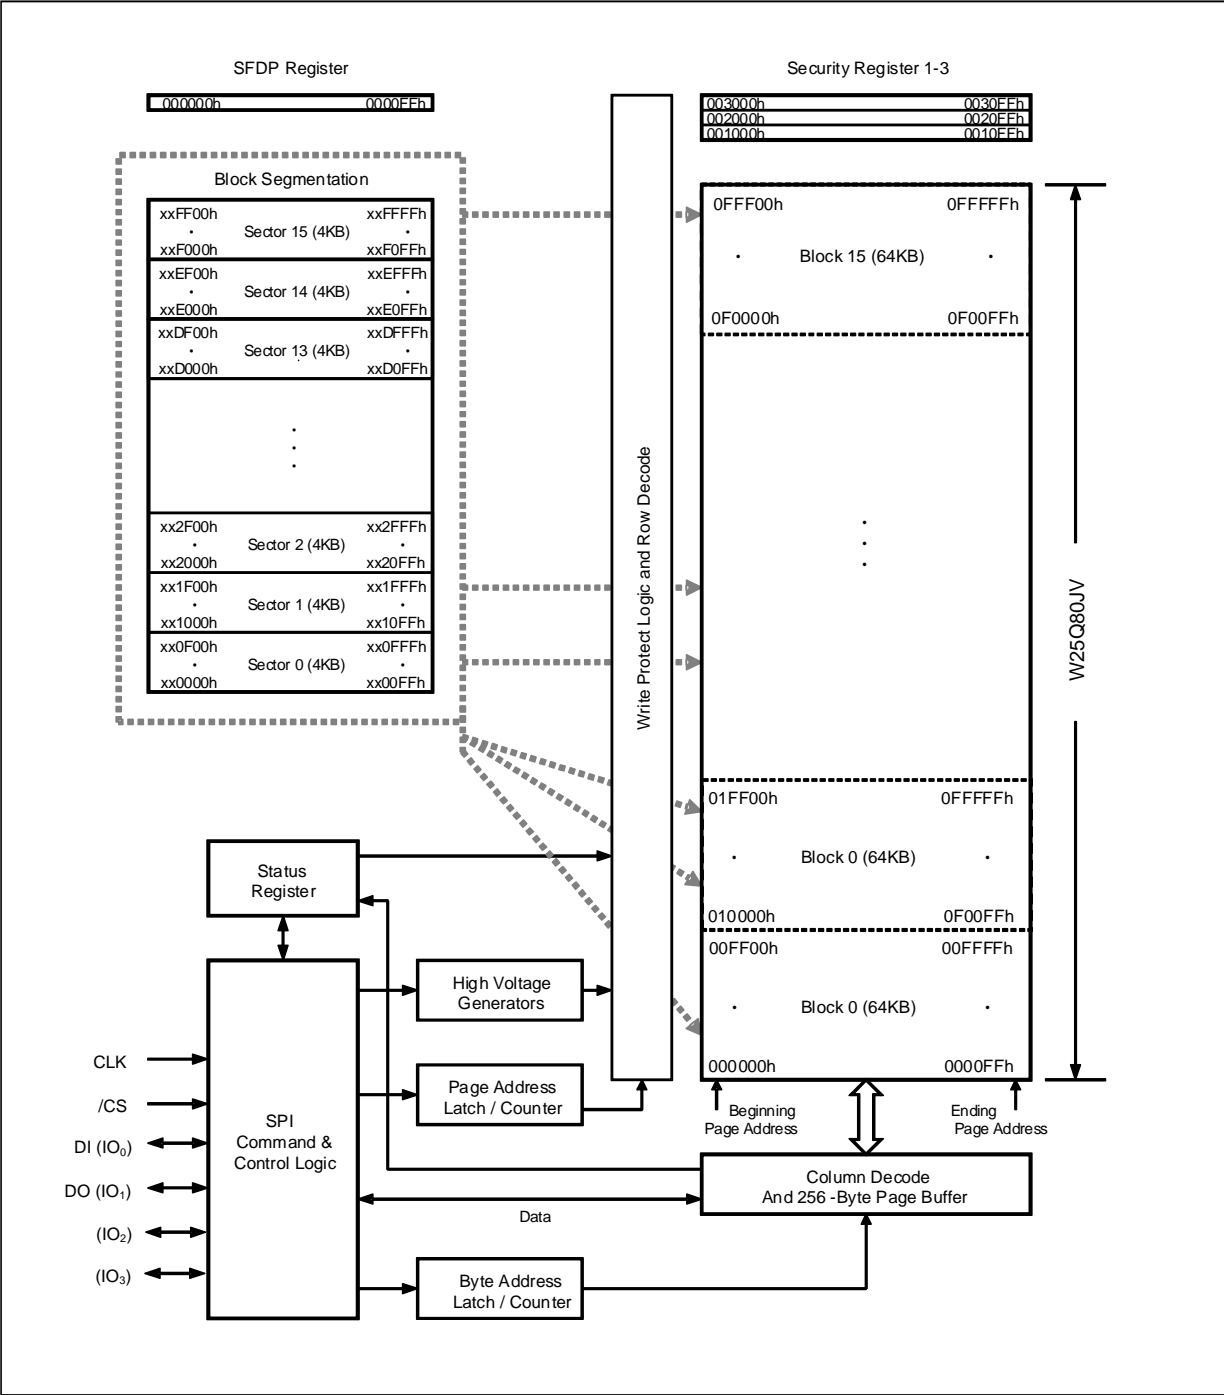 SFDP Register
000000h 0000FFh
Block Segmentation
xxFF00h xxFFFFh
Sector 15 (4KB)
xxF000h xxF0FFh
xxEF00h xxEFFFh
Sector 14 (4KB)
xxE000h xxE0FFh
xxDF00h xxDFFFh
Sector 13 (4KB)
xxD000h xxD0FFh
xx2F00h xx2FFFh
Sector 2 (4KB)
xx2000h xx20FFh
xx1F00h xx1FFFh
Sector 1 (4KB)
xx1000h xx10FFh
xx0F00h xx0FFFh
Sector 0 (4KB)
xx0000h xx00FFh
Write Protect Logic and Row Decode
Security Register 1-3
003000h 0030FFh
002000h 0020FFh
001000h 0010FFh
0FFF00h 0FFFFFh
Block 15 (64KB)
0F0000h 0F00FFh
01FF00h 0FFFFFh
Block 0 (64KB)
010000h 0F00FFh
00FF00h 00FFFFh
Block 0 (64KB)
000000h 0000FFh
W25Q80JV
Beginning
Page Address
Ending
Page Address
Status
Register
High Voltage
Generators
Page Address
Latch / Counter
SPI
Command &
Control Logic
CLK
/CS
DI (IO₀)
DO (IO₁)
(IO₂)
(IO₃)
Column Decode
And 256 -Byte Page Buffer
Data
Byte Address
Latch / Counter